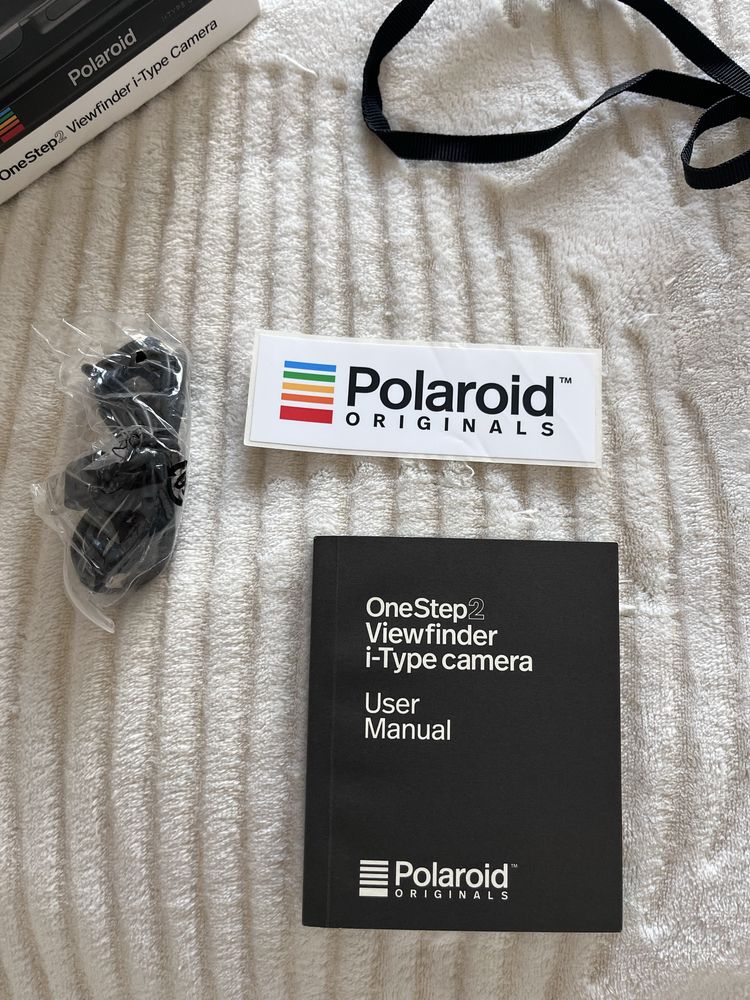 Polaroid
OneStep2 Viewfinder i-Type Camera
Polaroid™
ORIGINALS
OneStep2
Viewfinder
i-Type camera
User
Manual
Polaroid™
ORIGINALS